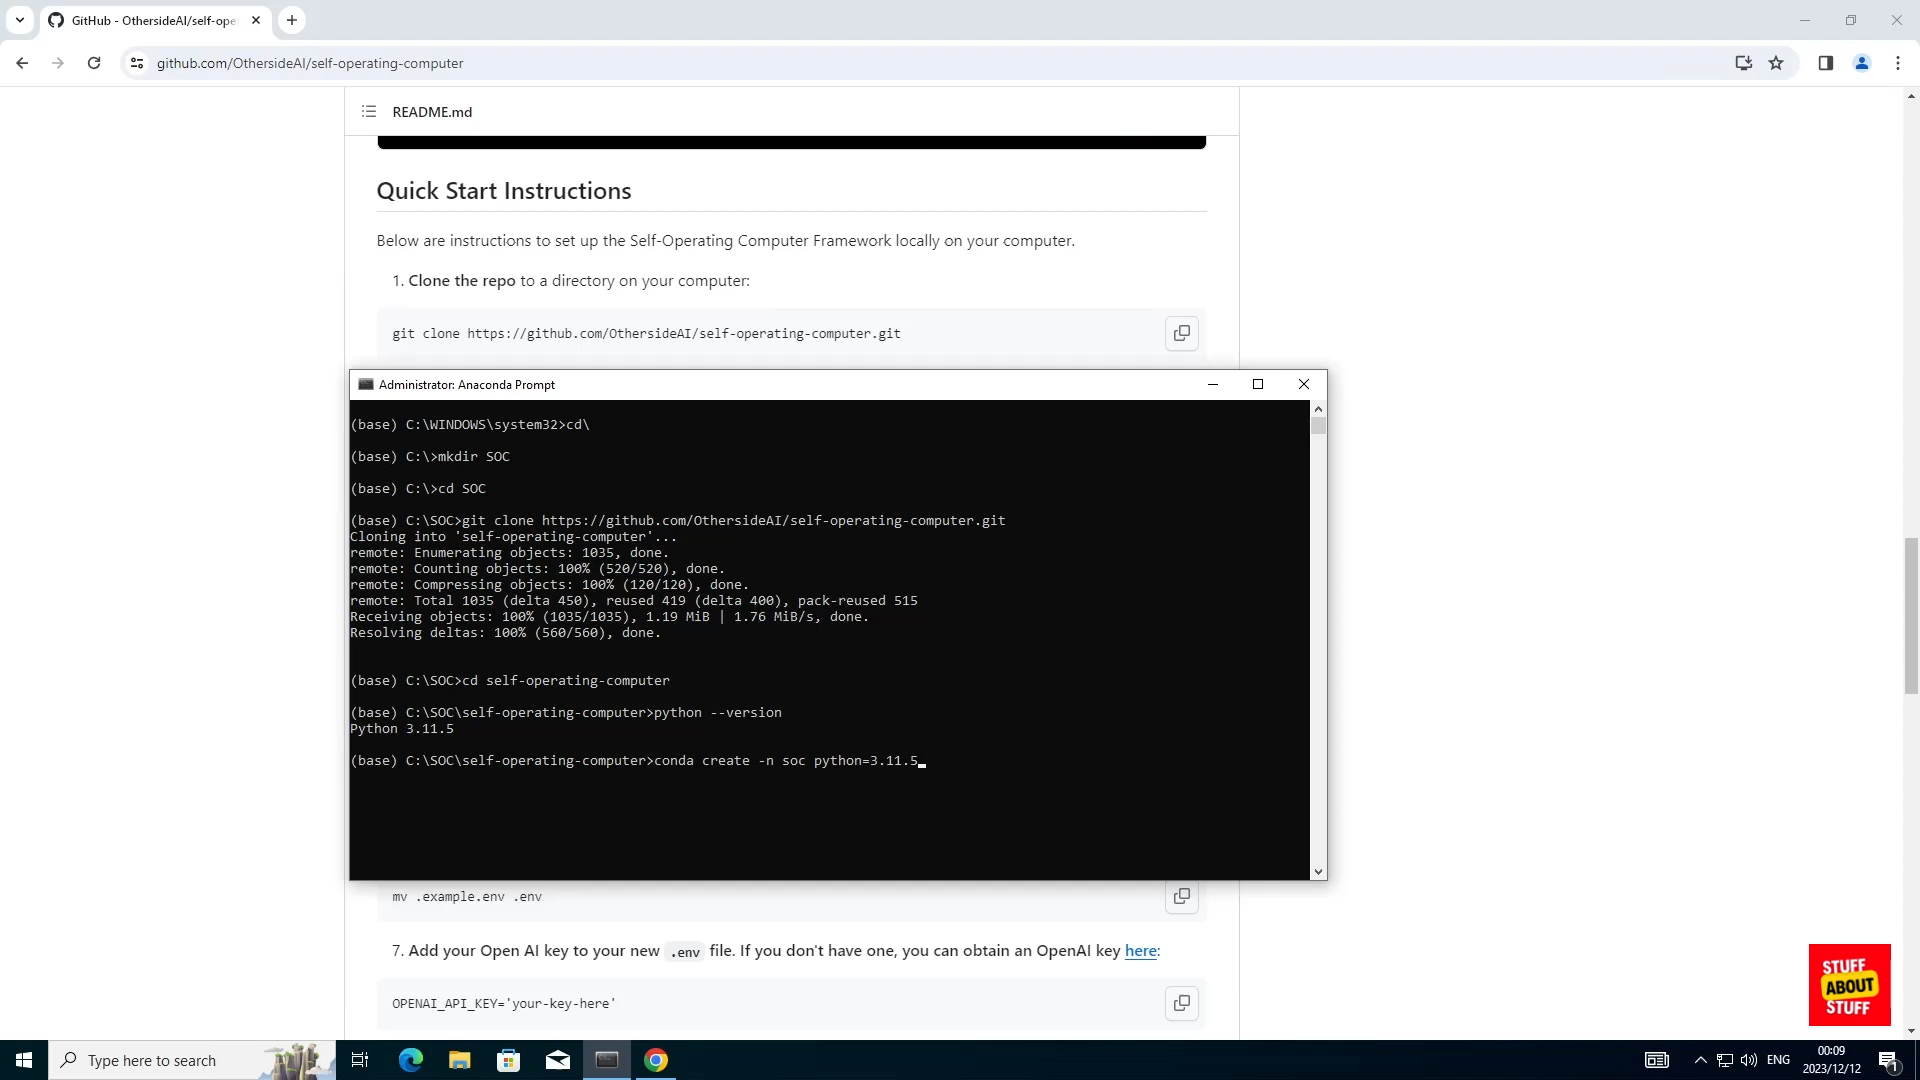 GitHub - OthersideAI/self-ope
github.com/OthersideAI/self-operating-computer
README.md
Quick Start Instructions
Below are instructions to set up the Self-Operating Computer Framework locally on your computer.
1. Clone the repo to a directory on your computer:
git clone https://github.com/OthersideAI/self-operating-computer.git
Administrator: Anaconda Prompt
(base) C:\WINDOWS\system32>cd\
(base) C:\>mkdir SOC
(base) C:\>cd SOC
(base) C:\SOC>git clone https://github.com/OthersideAI/self-operating-computer.git
Cloning into 'self-operating-computer'...
remote: Enumerating objects: 1035, done.
remote: Counting objects: 100% (520/520), done.
remote: Compressing objects: 100% (120/120), done.
remote: Total 1035 (delta 450), reused 419 (delta 400), pack-reused 515
Receiving objects: 100% (1035/1035), 1.19 MiB | 1.76 MiB/s, done.
Resolving deltas: 100% (560/560), done.
(base) C:\SOC>cd self-operating-computer
(base) C:\SOC\self-operating-computer>python --version
Python 3.11.5
(base) C:\SOC\self-operating-computer>conda create -n soc python=3.11.5
mv .example.env .env
7. Add your Open AI key to your new .env file. If you don't have one, you can obtain an OpenAI key here:
OPENAI_API_KEY='your-key-here'
STUFF
ABOUT
STUFF
Type here to search
ENG
00:09
2023/12/12
1